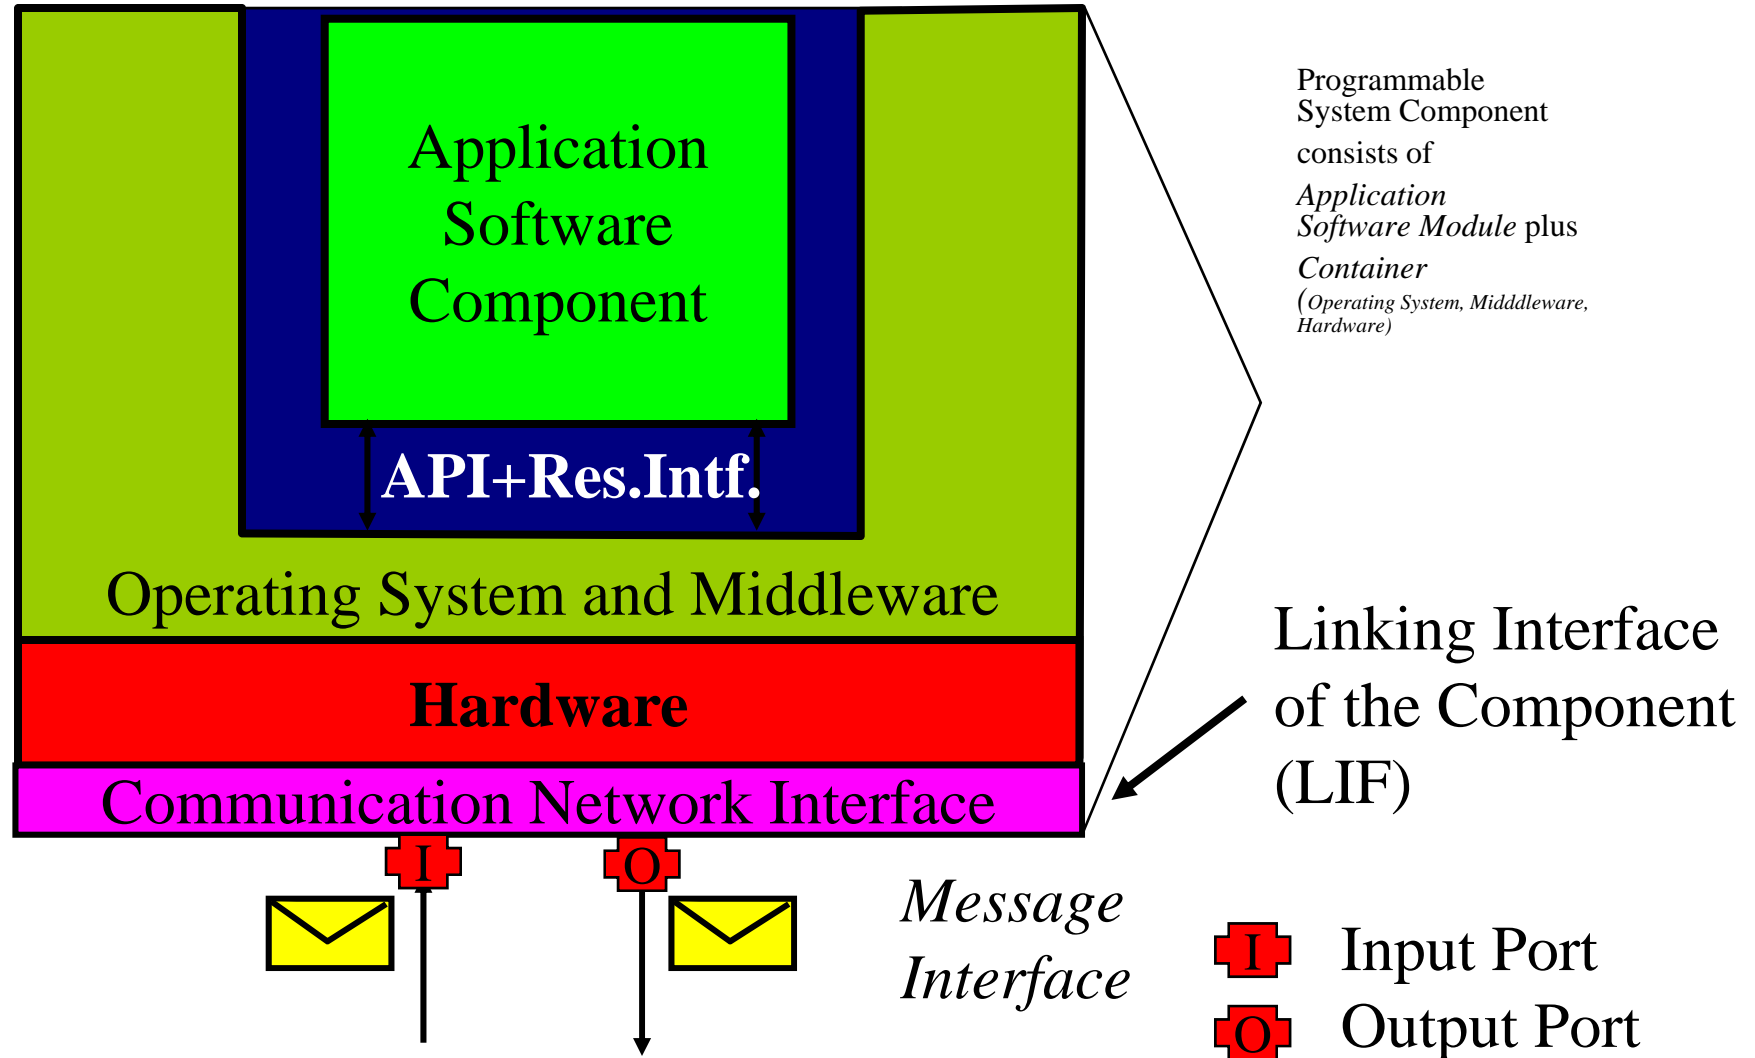 Application
Software
Component
API+Res.Intf.
Operating System and Middleware
Hardware
Communication Network Interface
I
O
Message
Interface
Programmable
System Component
consists of
Application
Software Module plus
Container
(Operating System, Midddleware,
Hardware)
Linking Interface
of the Component
(LIF)
I Input Port
O Output Port